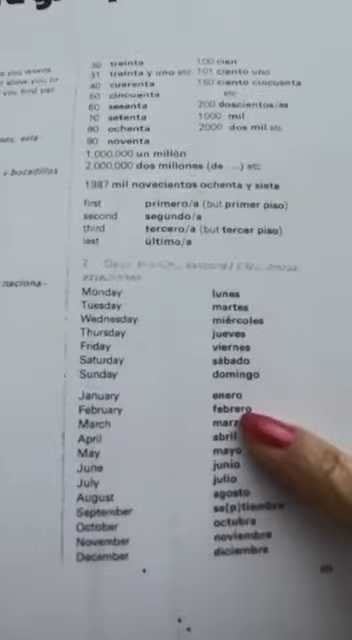 30 treinta 100 cien
31 treinta y uno etc 101 ciento uno
40 cuarenta 150 ciento cincuenta
50 cincuenta etc
60 sesenta 200 doscientos/as
70 setenta 1000 mil
80 ochenta 2000 dos mil etc
90 noventa
1.000.000 un millón
2.000.000 dos millones (de ...) etc
1987 mil novecientos ochenta y siete
first primero/a (but primer piso)
second segundo/a
third tercero/a (but tercer piso)
last último/a
y bocadillos
naciona-
Monday lunes
Tuesday martes
Wednesday miércoles
Thursday jueves
Friday viernes
Saturday sábado
Sunday domingo
January enero
February febrero
March marz
April abril
May mayo
June junio
July julio
August agosto
September se(p)tiembre
October octubre
November noviembre
December diciembre